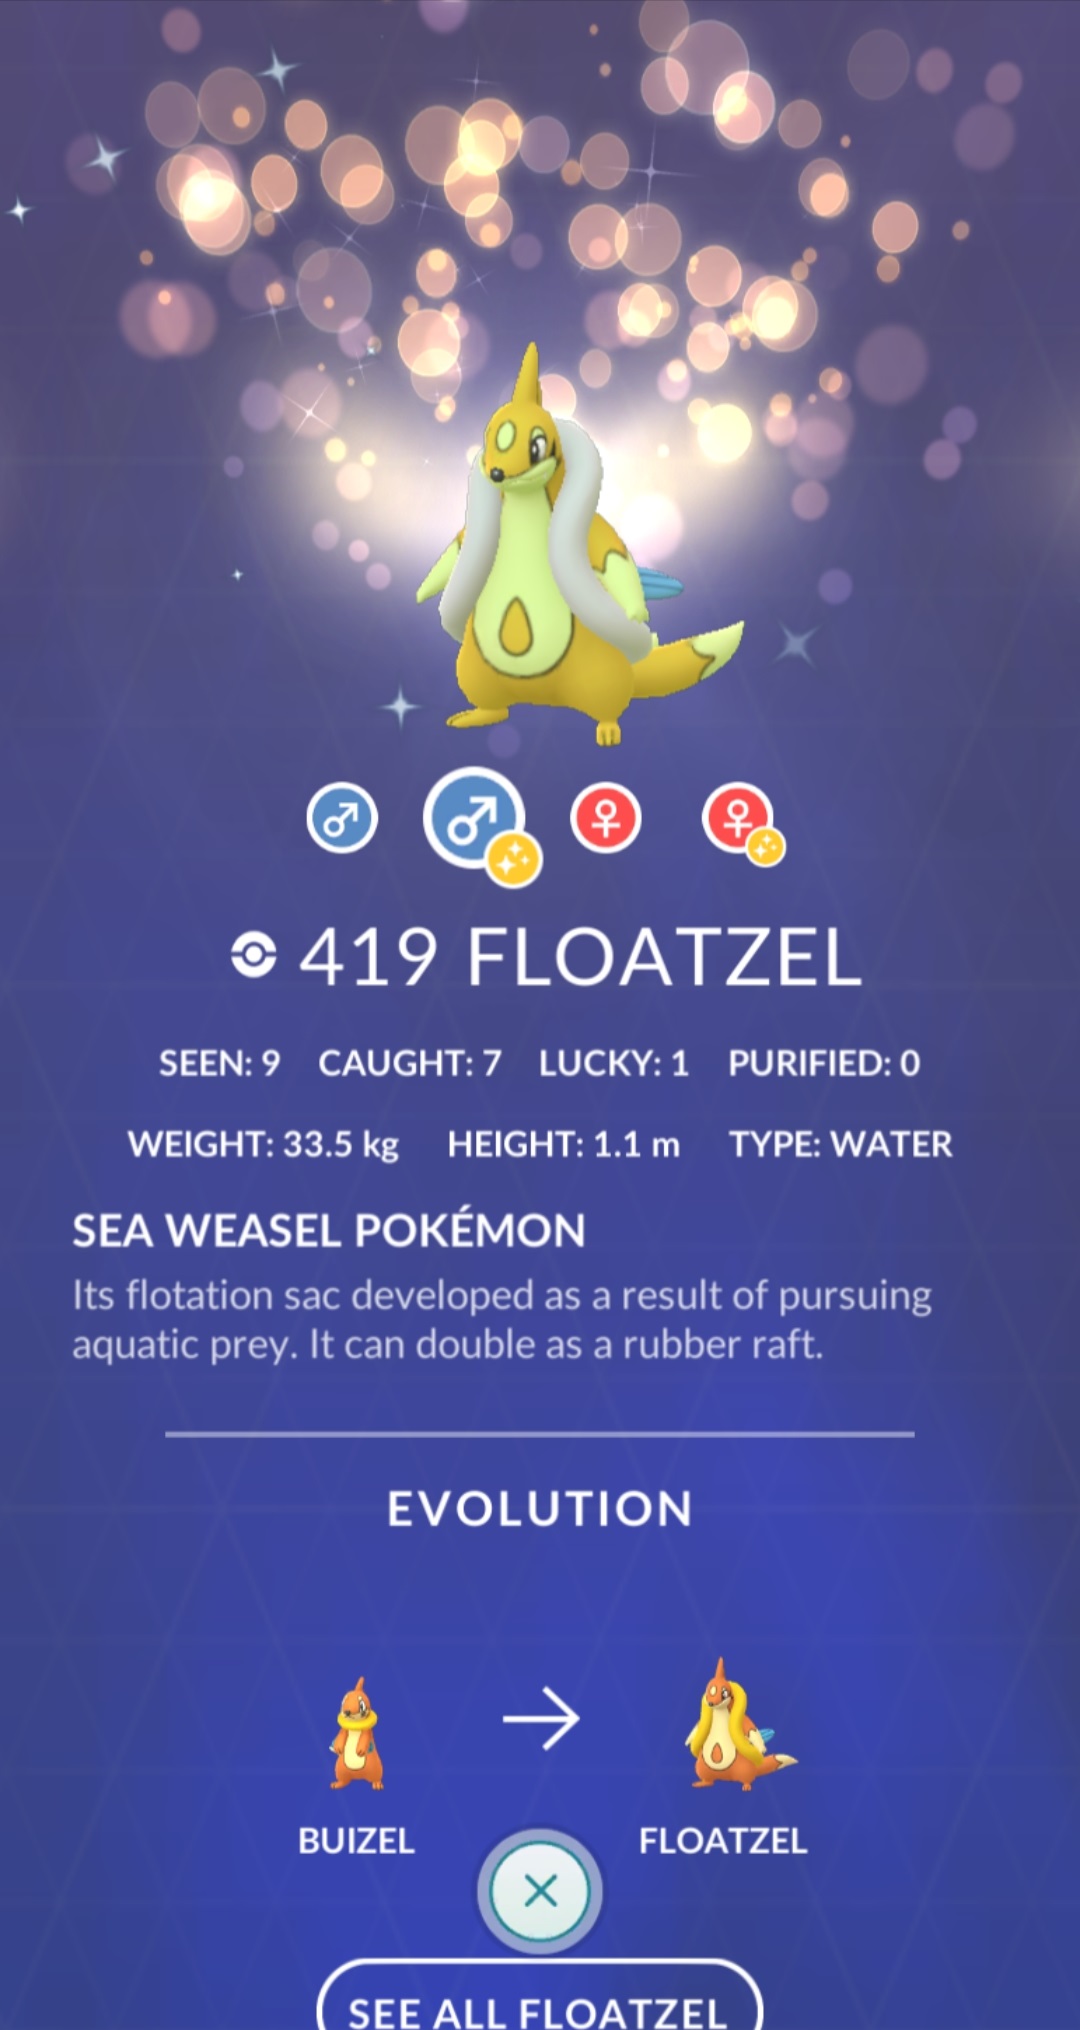 419 FLOATZEL
SEEN: 9 CAUGHT: 7 LUCKY: 1 PURIFIED: 0
WEIGHT: 33.5 kg HEIGHT: 1.1 m TYPE: WATER
SEA WEASEL POKÉMON
Its flotation sac developed as a result of pursuing
aquatic prey. It can double as a rubber raft.
EVOLUTION
BUIZEL FLOATZEL
SEE ALL FLOATZEL